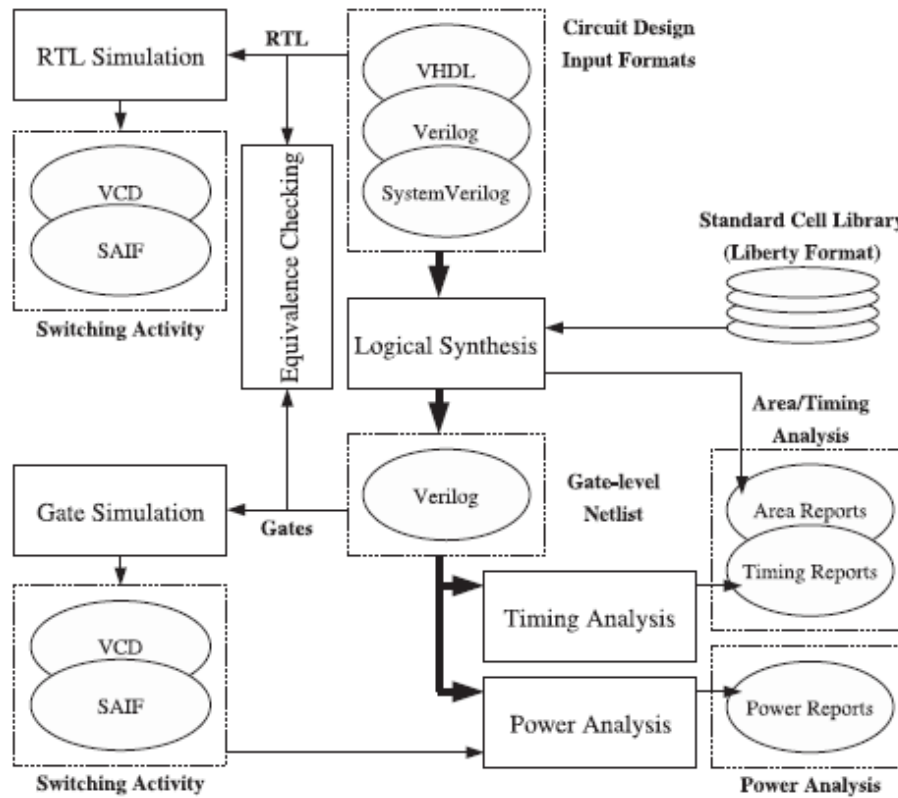 RTL Simulation
RTL
VHDL
Verilog
SystemVerilog
Circuit Design
Input Formats
VCD
SAIF
Switching Activity
Equivalence Checking
Standard Cell Library
(Liberty Format)
Logical Synthesis
Area/Timing
Analysis
Verilog
Gate-level
Netlist
Area Reports
Timing Reports
Gate Simulation
Gates
Timing Analysis
VCD
SAIF
Switching Activity
Power Analysis
Power Reports
Power Analysis